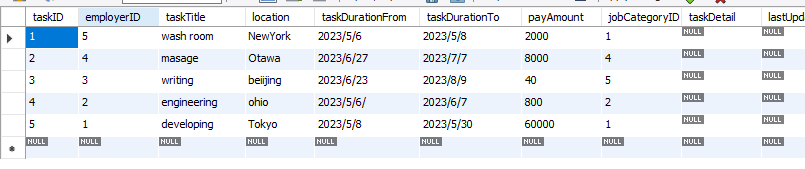 taskID employerID taskTitle location taskDurationFrom taskDurationTo payAmount jobCategoryID taskDetail lastUpd
1 5 wash room NewYork 2023/5/6 2023/5/8 2000 1 NULL NULL
2 4 masage Otawa 2023/6/27 2023/7/7 8000 4 NULL NULL
3 3 writing beiijing 2023/6/23 2023/8/9 40 5 NULL NULL
4 2 engineering ohio 2023/5/6/ 2023/6/7 800 2 NULL NULL
5 1 developing Tokyo 2023/5/8 2023/5/30 60000 1 NULL NULL
NULL NULL NULL NULL NULL NULL NULL NULL NULL NULL